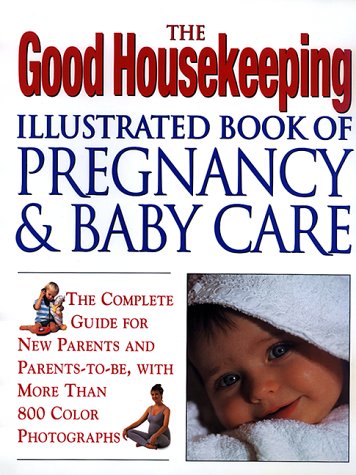 THE
Good Housekeeping
ILLUSTRATED BOOK OF
PREGNANCY
& BABY CARE
THE COMPLETE
GUIDE FOR
NEW PARENTS AND
PARENTS-TO-BE, WITH
MORE THAN
800 COLOR
PHOTOGRAPHS